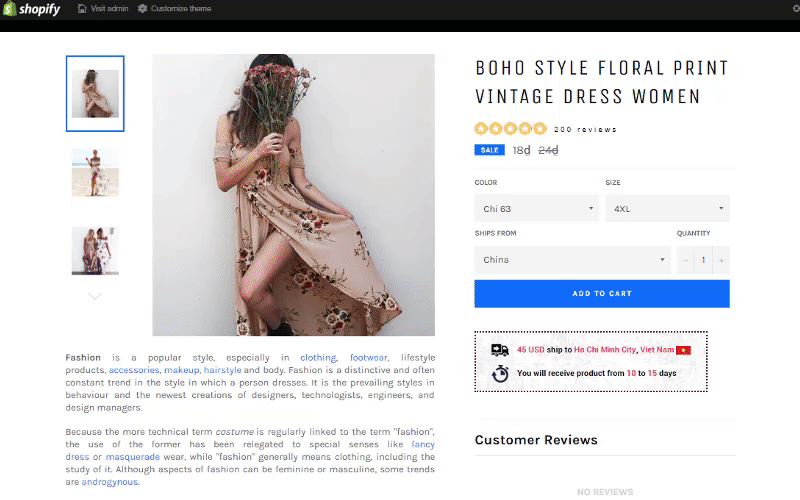 shopify
Visit admin
Customize theme
BOHO STYLE FLORAL PRINT
VINTAGE DRESS WOMEN
200 reviews
SALE 18₫ 24₫
COLOR SIZE
Chi 63 4XL
SHIPS FROM QUANTITY
China − 1 +
ADD TO CART
45 USD ship to Ho Chi Minh City, Viet Nam
You will receive product from 10 to 15 days
Fashion is a popular style, especially in clothing, footwear, lifestyle
products, accessories, makeup, hairstyle and body. Fashion is a distinctive and often
constant trend in the style in which a person dresses. It is the prevailing styles in
behaviour and the newest creations of designers, technologists, engineers, and
design managers.
Because the more technical term costume is regularly linked to the term "fashion",
the use of the former has been relegated to special senses like fancy
dress or masquerade wear, while "fashion" generally means clothing, including the
study of it. Although aspects of fashion can be feminine or masculine, some trends
are androgynous.
Customer Reviews
NO REVIEWS